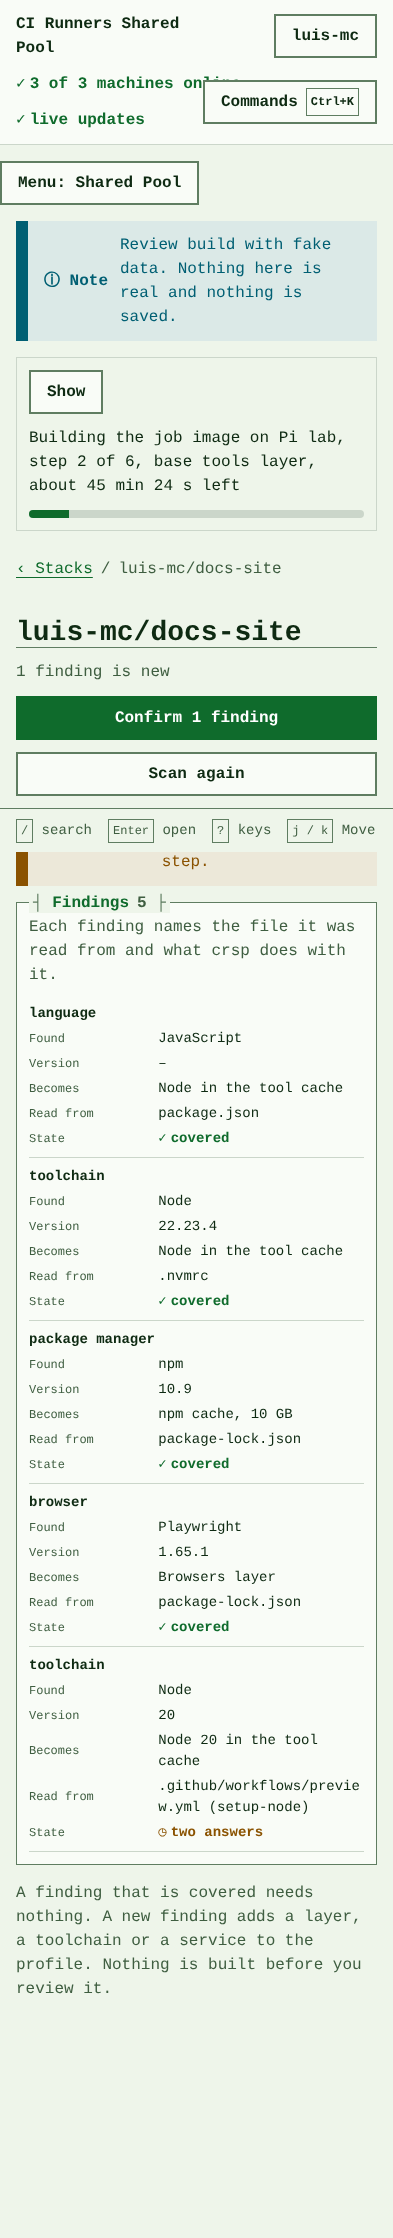 CI Runners Shared
Pool
luis-mc
✓ 3 of 3 machines online
Commands Ctrl+K
✓ live updates
Menu: Shared Pool
ⓘ Note
Review build with fake
data. Nothing here is
real and nothing is
saved.
Show
Building the job image on Pi lab,
step 2 of 6, base tools layer,
about 45 min 24 s left
‹ Stacks / luis-mc/docs-site
luis-mc/docs-site
1 finding is new
Confirm 1 finding
Scan again
/ search Enter open ? keys j / k Move
step.
Findings 5
Each finding names the file it was
read from and what crsp does with
it.
language
Found JavaScript
Version –
Becomes Node in the tool cache
Read from package.json
State ✓ covered
toolchain
Found Node
Version 22.23.4
Becomes Node in the tool cache
Read from .nvmrc
State ✓ covered
package manager
Found npm
Version 10.9
Becomes npm cache, 10 GB
Read from package-lock.json
State ✓ covered
browser
Found Playwright
Version 1.65.1
Becomes Browsers layer
Read from package-lock.json
State ✓ covered
toolchain
Found Node
Version 20
Becomes Node 20 in the tool
cache
Read from .github/workflows/previe
w.yml (setup-node)
State ◷ two answers
A finding that is covered needs
nothing. A new finding adds a layer,
a toolchain or a service to the
profile. Nothing is built before you
review it.